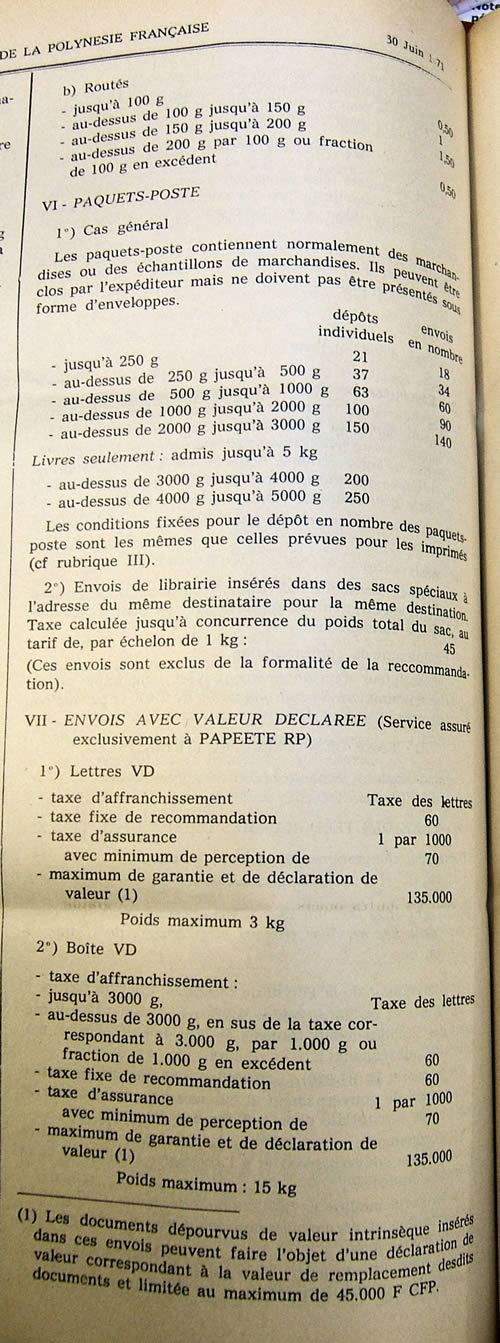 DE LA POLYNESIE FRANÇAISE
30 Juin 1 71
b) Routés
- jusqu'à 100 g
- au-dessus de 100 g jusqu'à 150 g 0,50
- au-dessus de 150 g jusqu'à 200 g 1
- au-dessus de 200 g par 100 g ou fraction 1,50
de 100 g en excédent
0,50
VI - PAQUETS-POSTE
1°) Cas général
Les paquets-poste contiennent normalement des marchan-
dises ou des échantillons de marchandises. Ils peuvent être
clos par l'expéditeur mais ne doivent pas être présentés sous
forme d'enveloppes.
dépôts individuels envois en nombre
- jusqu'à 250 g 21 18
- au-dessus de 250 g jusqu'à 500 g 37 34
- au-dessus de 500 g jusqu'à 1000 g 63 60
- au-dessus de 1000 g jusqu'à 2000 g 100 90
- au-dessus de 2000 g jusqu'à 3000 g 150 140
Livres seulement : admis jusqu'à 5 kg
- au-dessus de 3000 g jusqu'à 4000 g 200
- au-dessus de 4000 g jusqu'à 5000 g 250
Les conditions fixées pour le dépôt en nombre des paquets-
poste sont les mêmes que celles prévues pour les imprimés
(cf rubrique III).
2°) Envois de librairie insérés dans des sacs spéciaux à
l'adresse du même destinataire pour la même destination.
Taxe calculée jusqu'à concurrence du poids total du sac, au
tarif de, par échelon de 1 kg : 45
(Ces envois sont exclus de la formalité de la reccommanda-
tion).
VII - ENVOIS AVEC VALEUR DECLAREE (Service assuré
exclusivement à PAPEETE RP)
1°) Lettres VD
- taxe d'affranchissement Taxe des lettres
- taxe fixe de recommandation 60
- taxe d'assurance 1 par 1000
avec minimum de perception de 70
- maximum de garantie et de déclaration de
valeur (1) 135.000
Poids maximum 3 kg
2°) Boîte VD
- taxe d'affranchissement :
- jusqu'à 3000 g, Taxe des lettres
- au-dessus de 3000 g, en sus de la taxe cor-
respondant à 3.000 g, par 1.000 g ou
fraction de 1.000 g en excédent 60
- taxe fixe de recommandation 60
- taxe d'assurance 1 par 1000
avec minimum de perception de 70
- maximum de garantie et de déclaration de
valeur (1) 135.000
Poids maximum : 15 kg
(1) Les documents dépourvus de valeur intrinsèque insérés
dans ces envois peuvent faire l'objet d'une déclaration de
valeur correspondant à la valeur de remplacement desdits
documents et limitée au maximum de 45.000 F CFP.